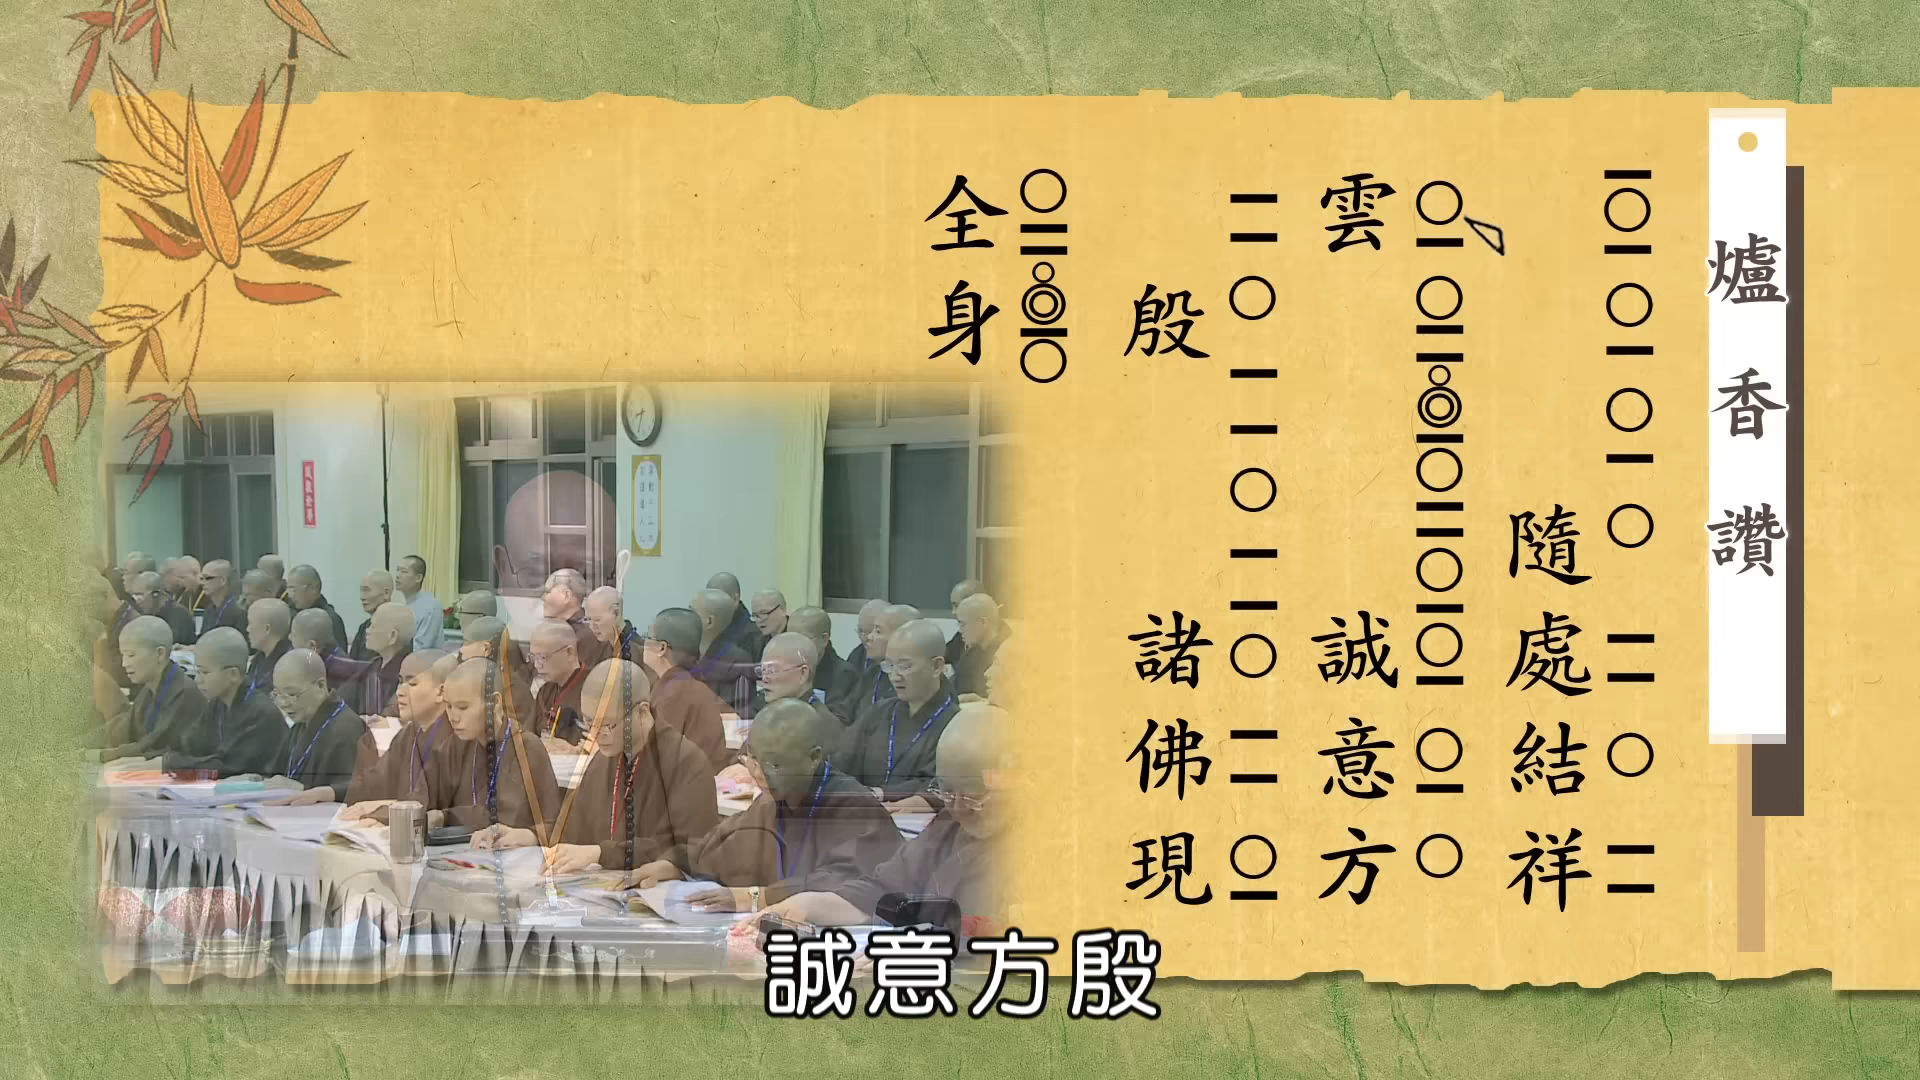 爐香讚
隨處結祥
雲 誠意方
殷 諸佛現
全身
誠意方殷